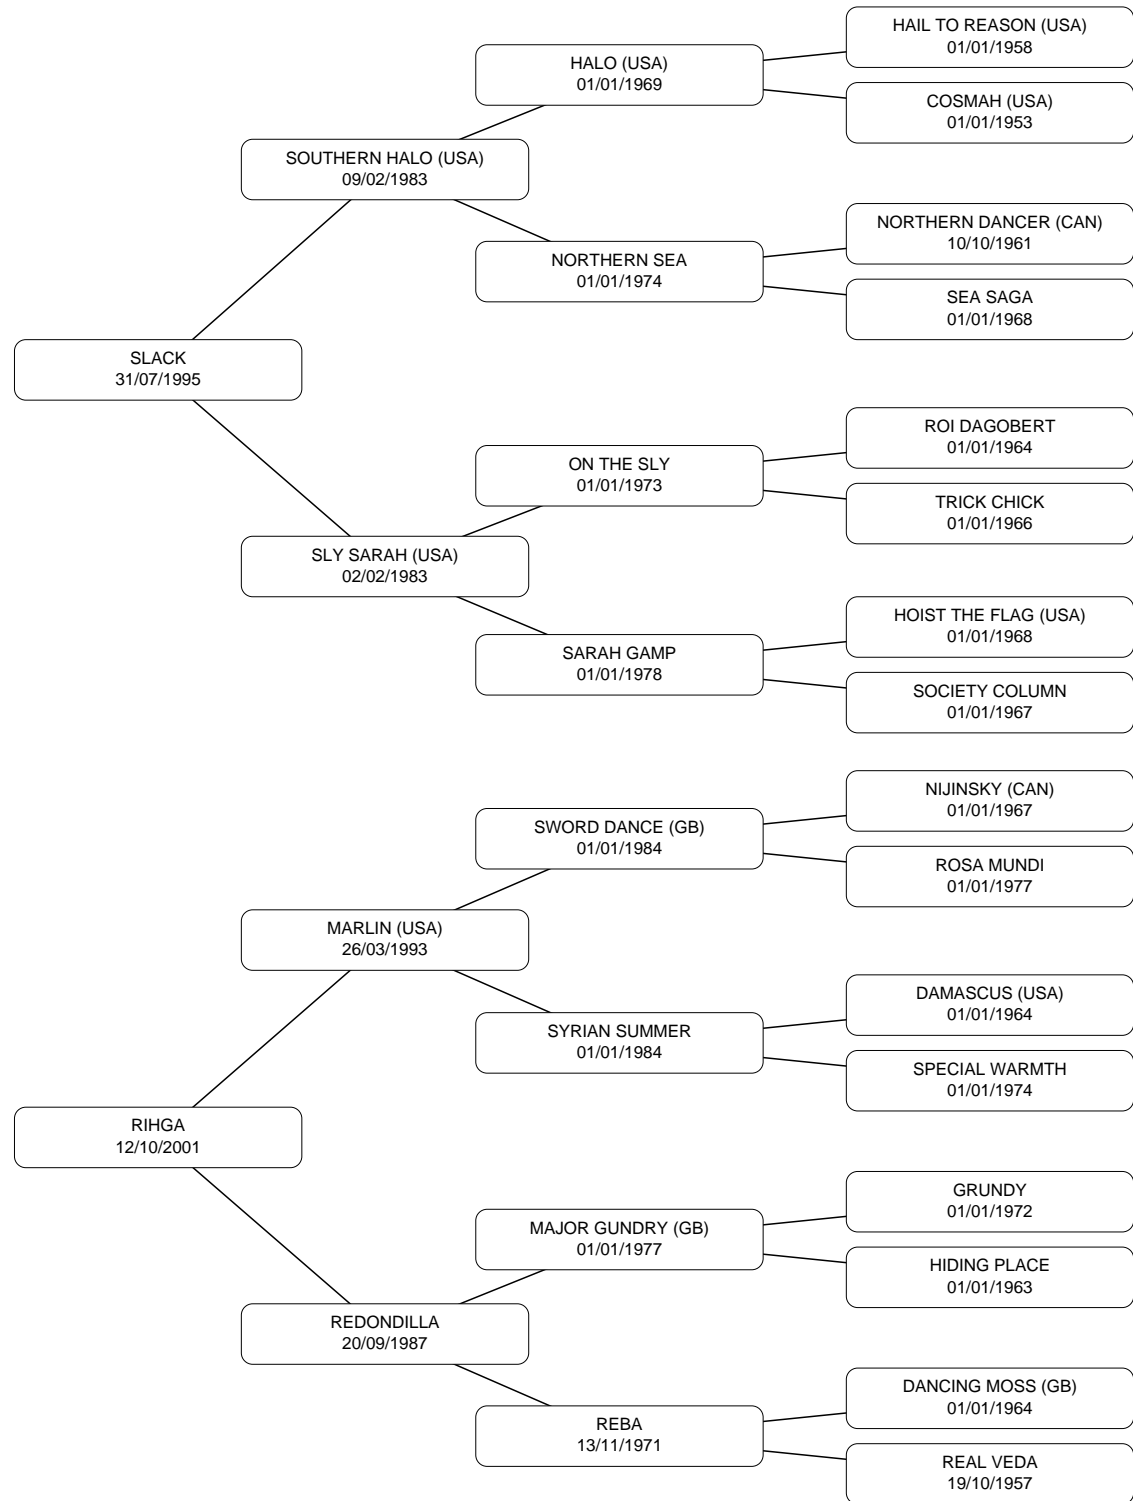 HAIL TO REASON (USA)
01/01/1958
HALO (USA)
01/01/1969
COSMAH (USA)
01/01/1953
SOUTHERN HALO (USA)
09/02/1983
NORTHERN DANCER (CAN)
10/10/1961
NORTHERN SEA
01/01/1974
SEA SAGA
01/01/1968
SLACK
31/07/1995
ROI DAGOBERT
01/01/1964
ON THE SLY
01/01/1973
TRICK CHICK
01/01/1966
SLY SARAH (USA)
02/02/1983
HOIST THE FLAG (USA)
01/01/1968
SARAH GAMP
01/01/1978
SOCIETY COLUMN
01/01/1967
NIJINSKY (CAN)
01/01/1967
SWORD DANCE (GB)
01/01/1984
ROSA MUNDI
01/01/1977
MARLIN (USA)
26/03/1993
DAMASCUS (USA)
01/01/1964
SYRIAN SUMMER
01/01/1984
SPECIAL WARMTH
01/01/1974
RIHGA
12/10/2001
GRUNDY
01/01/1972
MAJOR GUNDRY (GB)
01/01/1977
HIDING PLACE
01/01/1963
REDONDILLA
20/09/1987
DANCING MOSS (GB)
01/01/1964
REBA
13/11/1971
REAL VEDA
19/10/1957